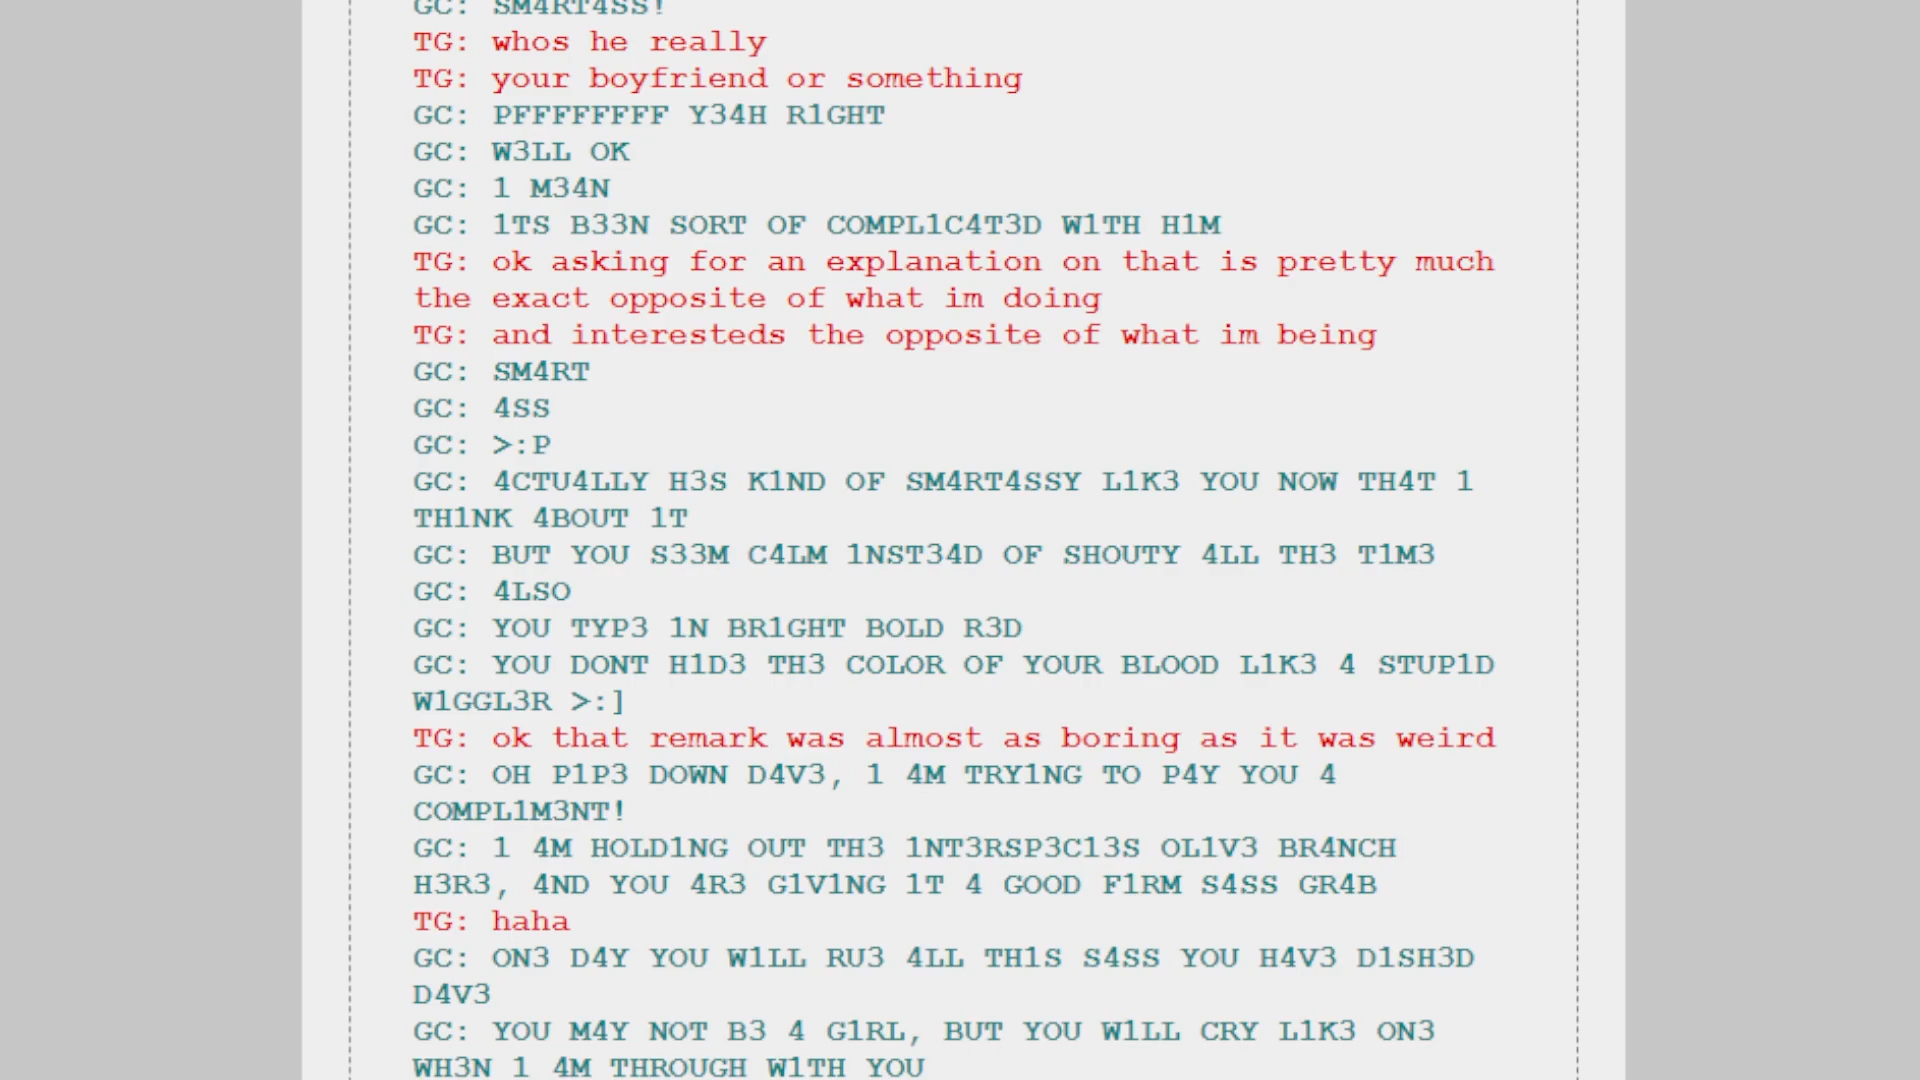 GC: SM4RT4SS!
TG: whos he really
TG: your boyfriend or something
GC: PFFFFFFFF Y34H R1GHT
GC: W3LL OK
GC: 1 M34N
GC: 1TS B33N SORT OF COMPL1C4T3D W1TH H1M
TG: ok asking for an explanation on that is pretty much
the exact opposite of what im doing
TG: and interesteds the opposite of what im being
GC: SM4RT
GC: 4SS
GC: >:P
GC: 4CTU4LLY H3S K1ND OF SM4RT4SSY L1K3 YOU NOW TH4T 1
TH1NK 4BOUT 1T
GC: BUT YOU S33M C4LM 1NST34D OF SHOUTY 4LL TH3 T1M3
GC: 4LSO
GC: YOU TYP3 1N BR1GHT BOLD R3D
GC: YOU DONT H1D3 TH3 COLOR OF YOUR BLOOD L1K3 4 STUP1D
W1GGL3R >:]
TG: ok that remark was almost as boring as it was weird
GC: OH P1P3 DOWN D4V3, 1 4M TRY1NG TO P4Y YOU 4
COMPL1M3NT!
GC: 1 4M HOLD1NG OUT TH3 1NT3RSP3C13S OL1V3 BR4NCH
H3R3, 4ND YOU 4R3 G1V1NG 1T 4 GOOD F1RM S4SS GR4B
TG: haha
GC: ON3 D4Y YOU W1LL RU3 4LL TH1S S4SS YOU H4V3 D1SH3D
D4V3
GC: YOU M4Y NOT B3 4 G1RL, BUT YOU W1LL CRY L1K3 ON3
WH3N 1 4M THROUGH W1TH YOU